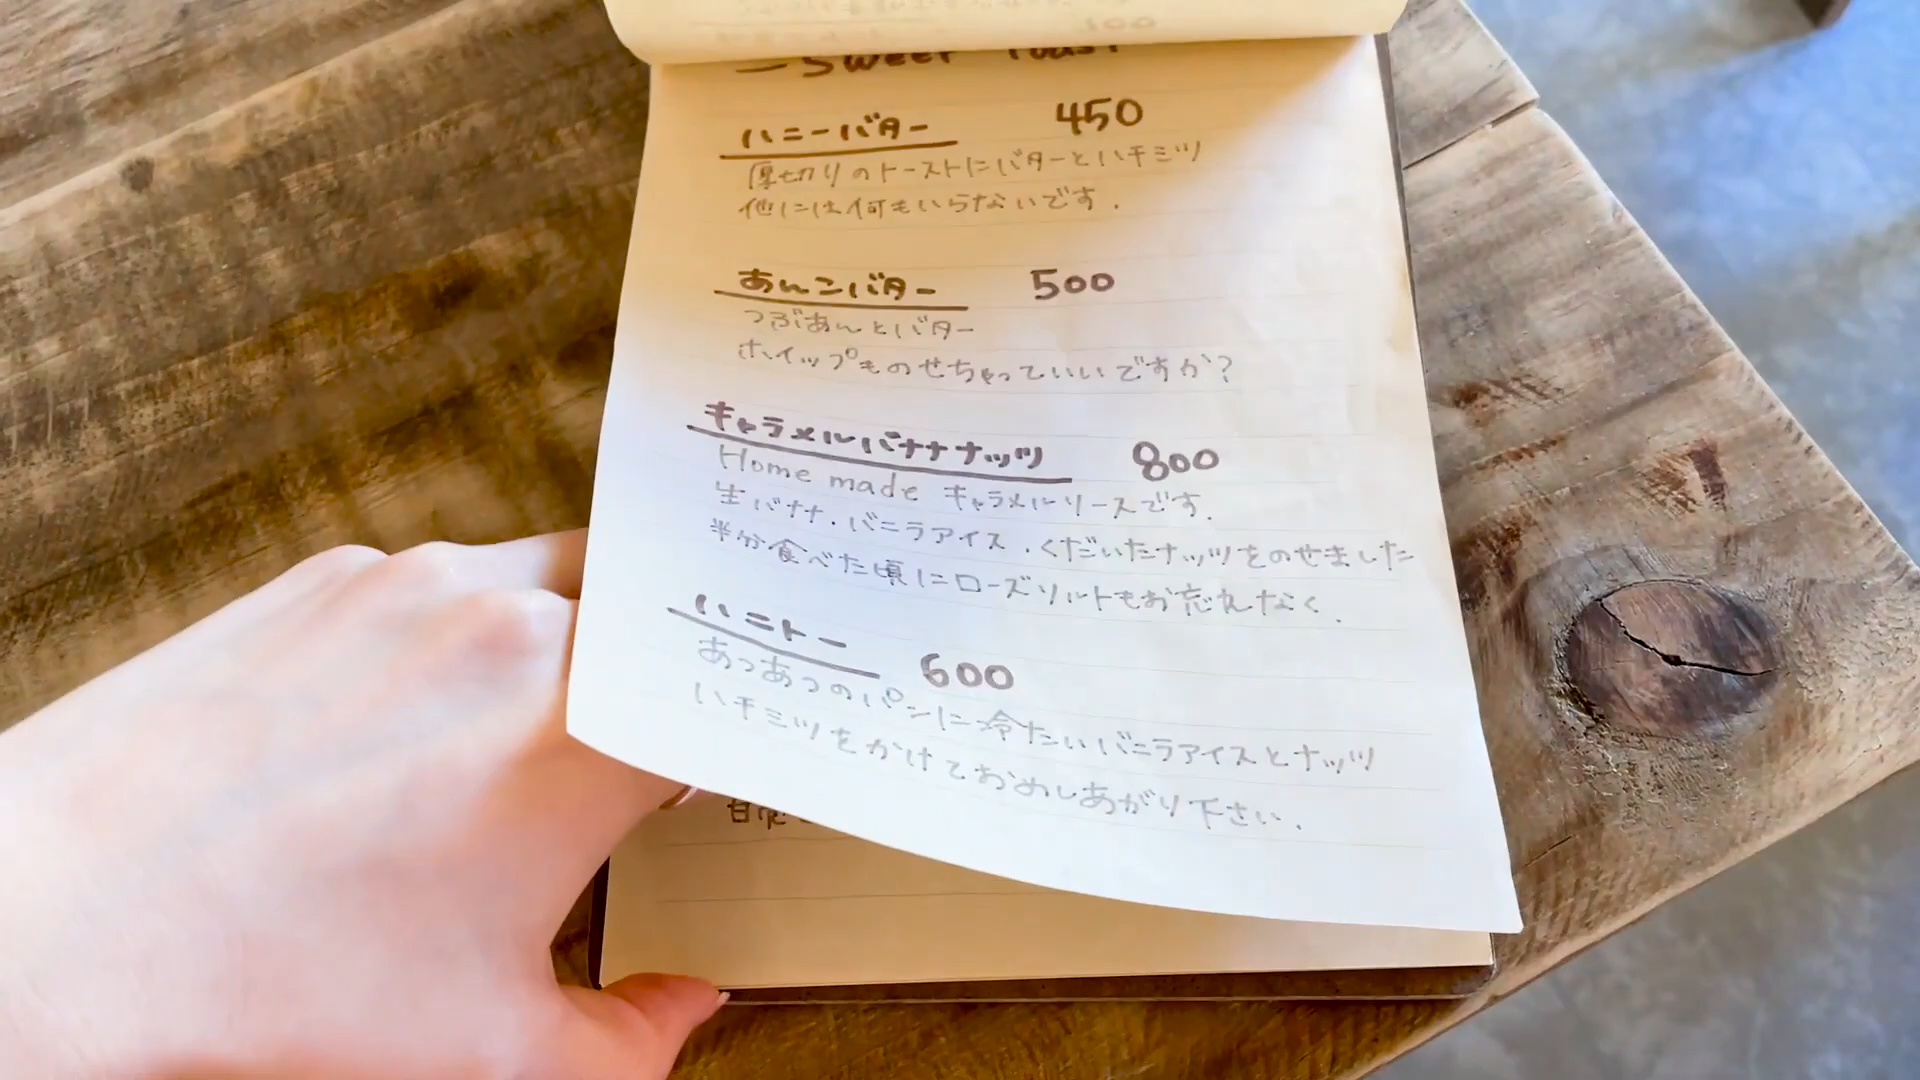 Sweet Toast
ハニーバター 450
厚切りのトーストにバターとハチミツ
他には何もいらないです.
あんこバター 500
つぶあんとバター
ホイップものせちゃっていいですか?
キャラメルバナナナッツ 800
Home made キャラメルソースです.
生バナナ.バニラアイス.くだいたナッツをのせました
半分食べた頃にローズソルトもお忘れなく.
ハニトー 600
あつあつのパンに冷たいバニラアイスとナッツ
ハチミツをかけておめしあがり下さい.